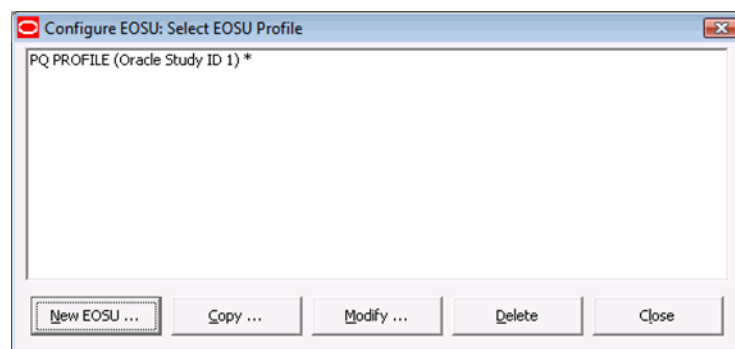 Configure EOSU: Select EOSU Profile
PQ PROFILE (Oracle Study ID 1) *
New EOSU ... Copy ... Modify ... Delete Close